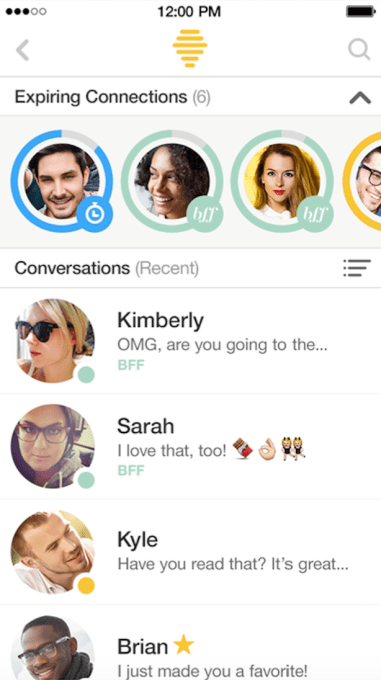 12:00 PM
Expiring Connections (6)
bff
bff
Conversations (Recent)
Kimberly
OMG, are you going to the...
BFF
Sarah
I love that, too! 🍫👌👯
BFF
Kyle
Have you read that? It's great...
Brian ★
I just made you a favorite!